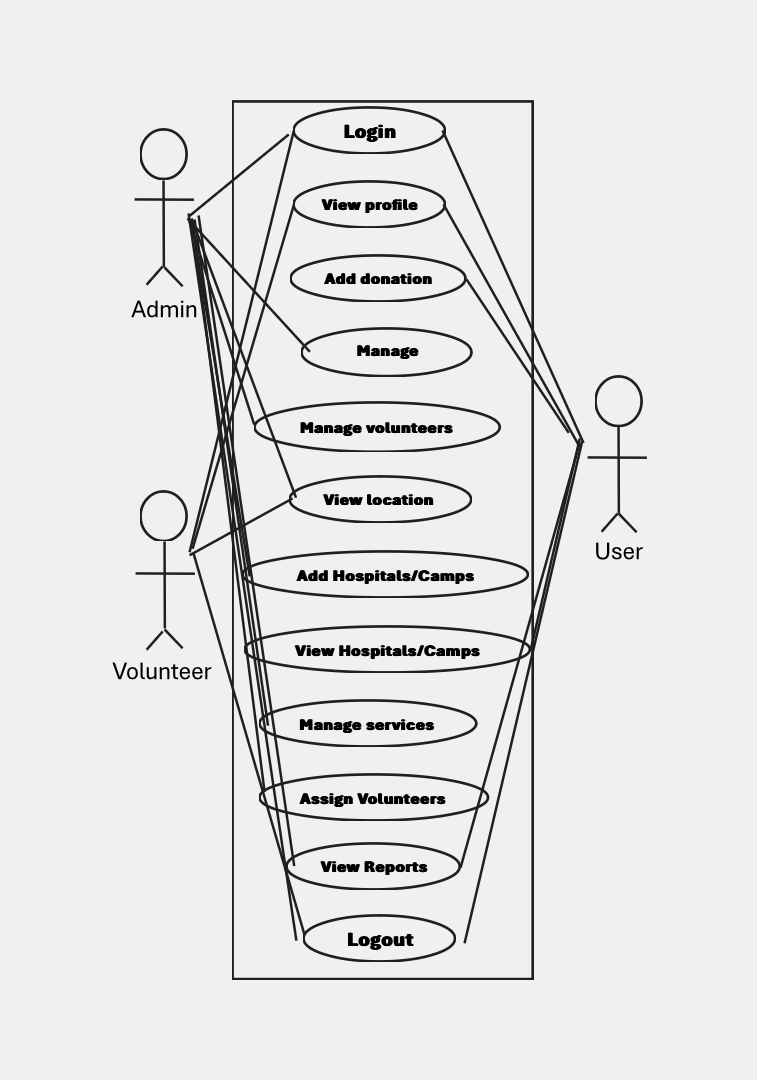 Login
View profile
Add donation
Admin
Manage
Manage volunteers
View location
User
Add Hospitals/Camps
View Hospitals/Camps
Volunteer
Manage services
Assign Volunteers
View Reports
Logout